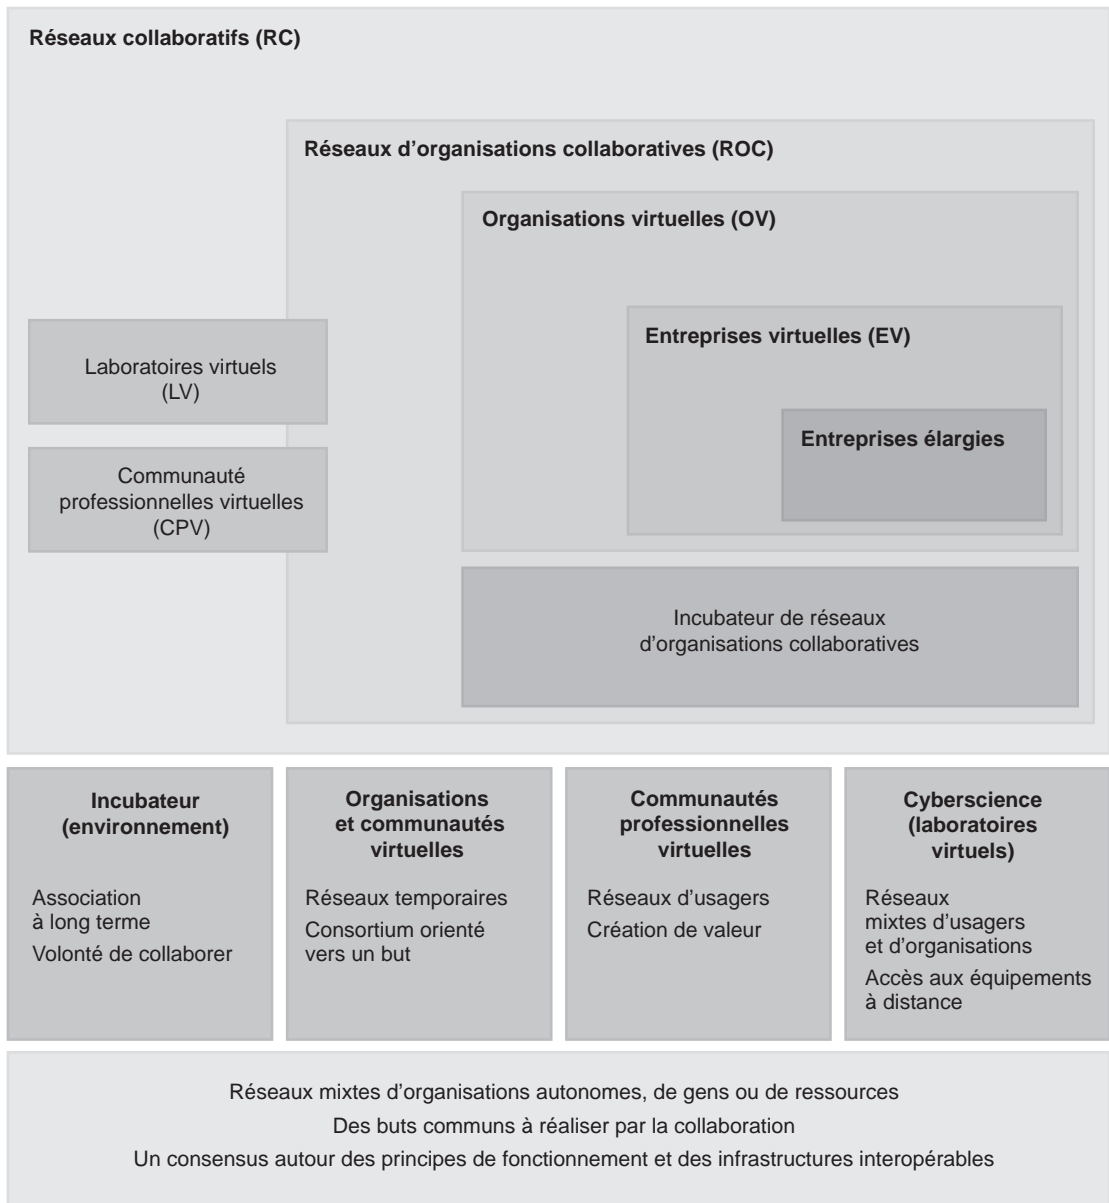 Réseaux collaboratifs (RC)
Réseaux d'organisations collaboratives (ROC)
Organisations virtuelles (OV)
Entreprises virtuelles (EV)
Entreprises élargies
Laboratoires virtuels
(LV)
Communauté
professionnelles virtuelles
(CPV)
Incubateur de réseaux
d'organisations collaboratives
Incubateur
(environnement)
Association
à long terme
Volonté de collaborer
Organisations
et communautés
virtuelles
Réseaux temporaires
Consortium orienté
vers un but
Communautés
professionnelles
virtuelles
Réseaux d'usagers
Création de valeur
Cyberscience
(laboratoires
virtuels)
Réseaux
mixtes d'usagers
et d'organisations
Accès aux équipements
à distance
Réseaux mixtes d'organisations autonomes, de gens ou de ressources
Des buts communs à réaliser par la collaboration
Un consensus autour des principes de fonctionnement et des infrastructures interopérables